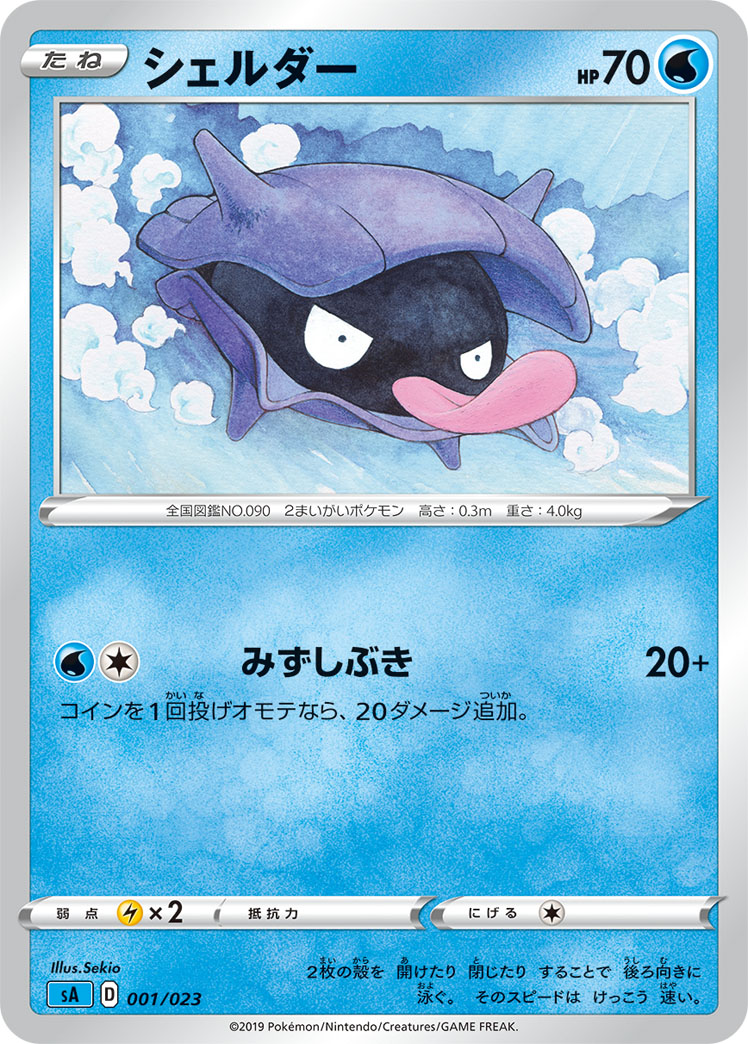 たね シェルダー HP70
全国図鑑NO.090 2まいがいポケモン 高さ:0.3m 重さ:4.0kg
みずしぶき 20+
コインを1回投げオモテなら、20ダメージ追加。
弱点 ×2 抵抗力 にげる
Illus.Sekio
2枚の殻を 開けたり 閉じたり することで 後ろ向きに
泳ぐ。 そのスピードは けっこう 速い。
sA D 001/023
©2019 Pokémon/Nintendo/Creatures/GAME FREAK.